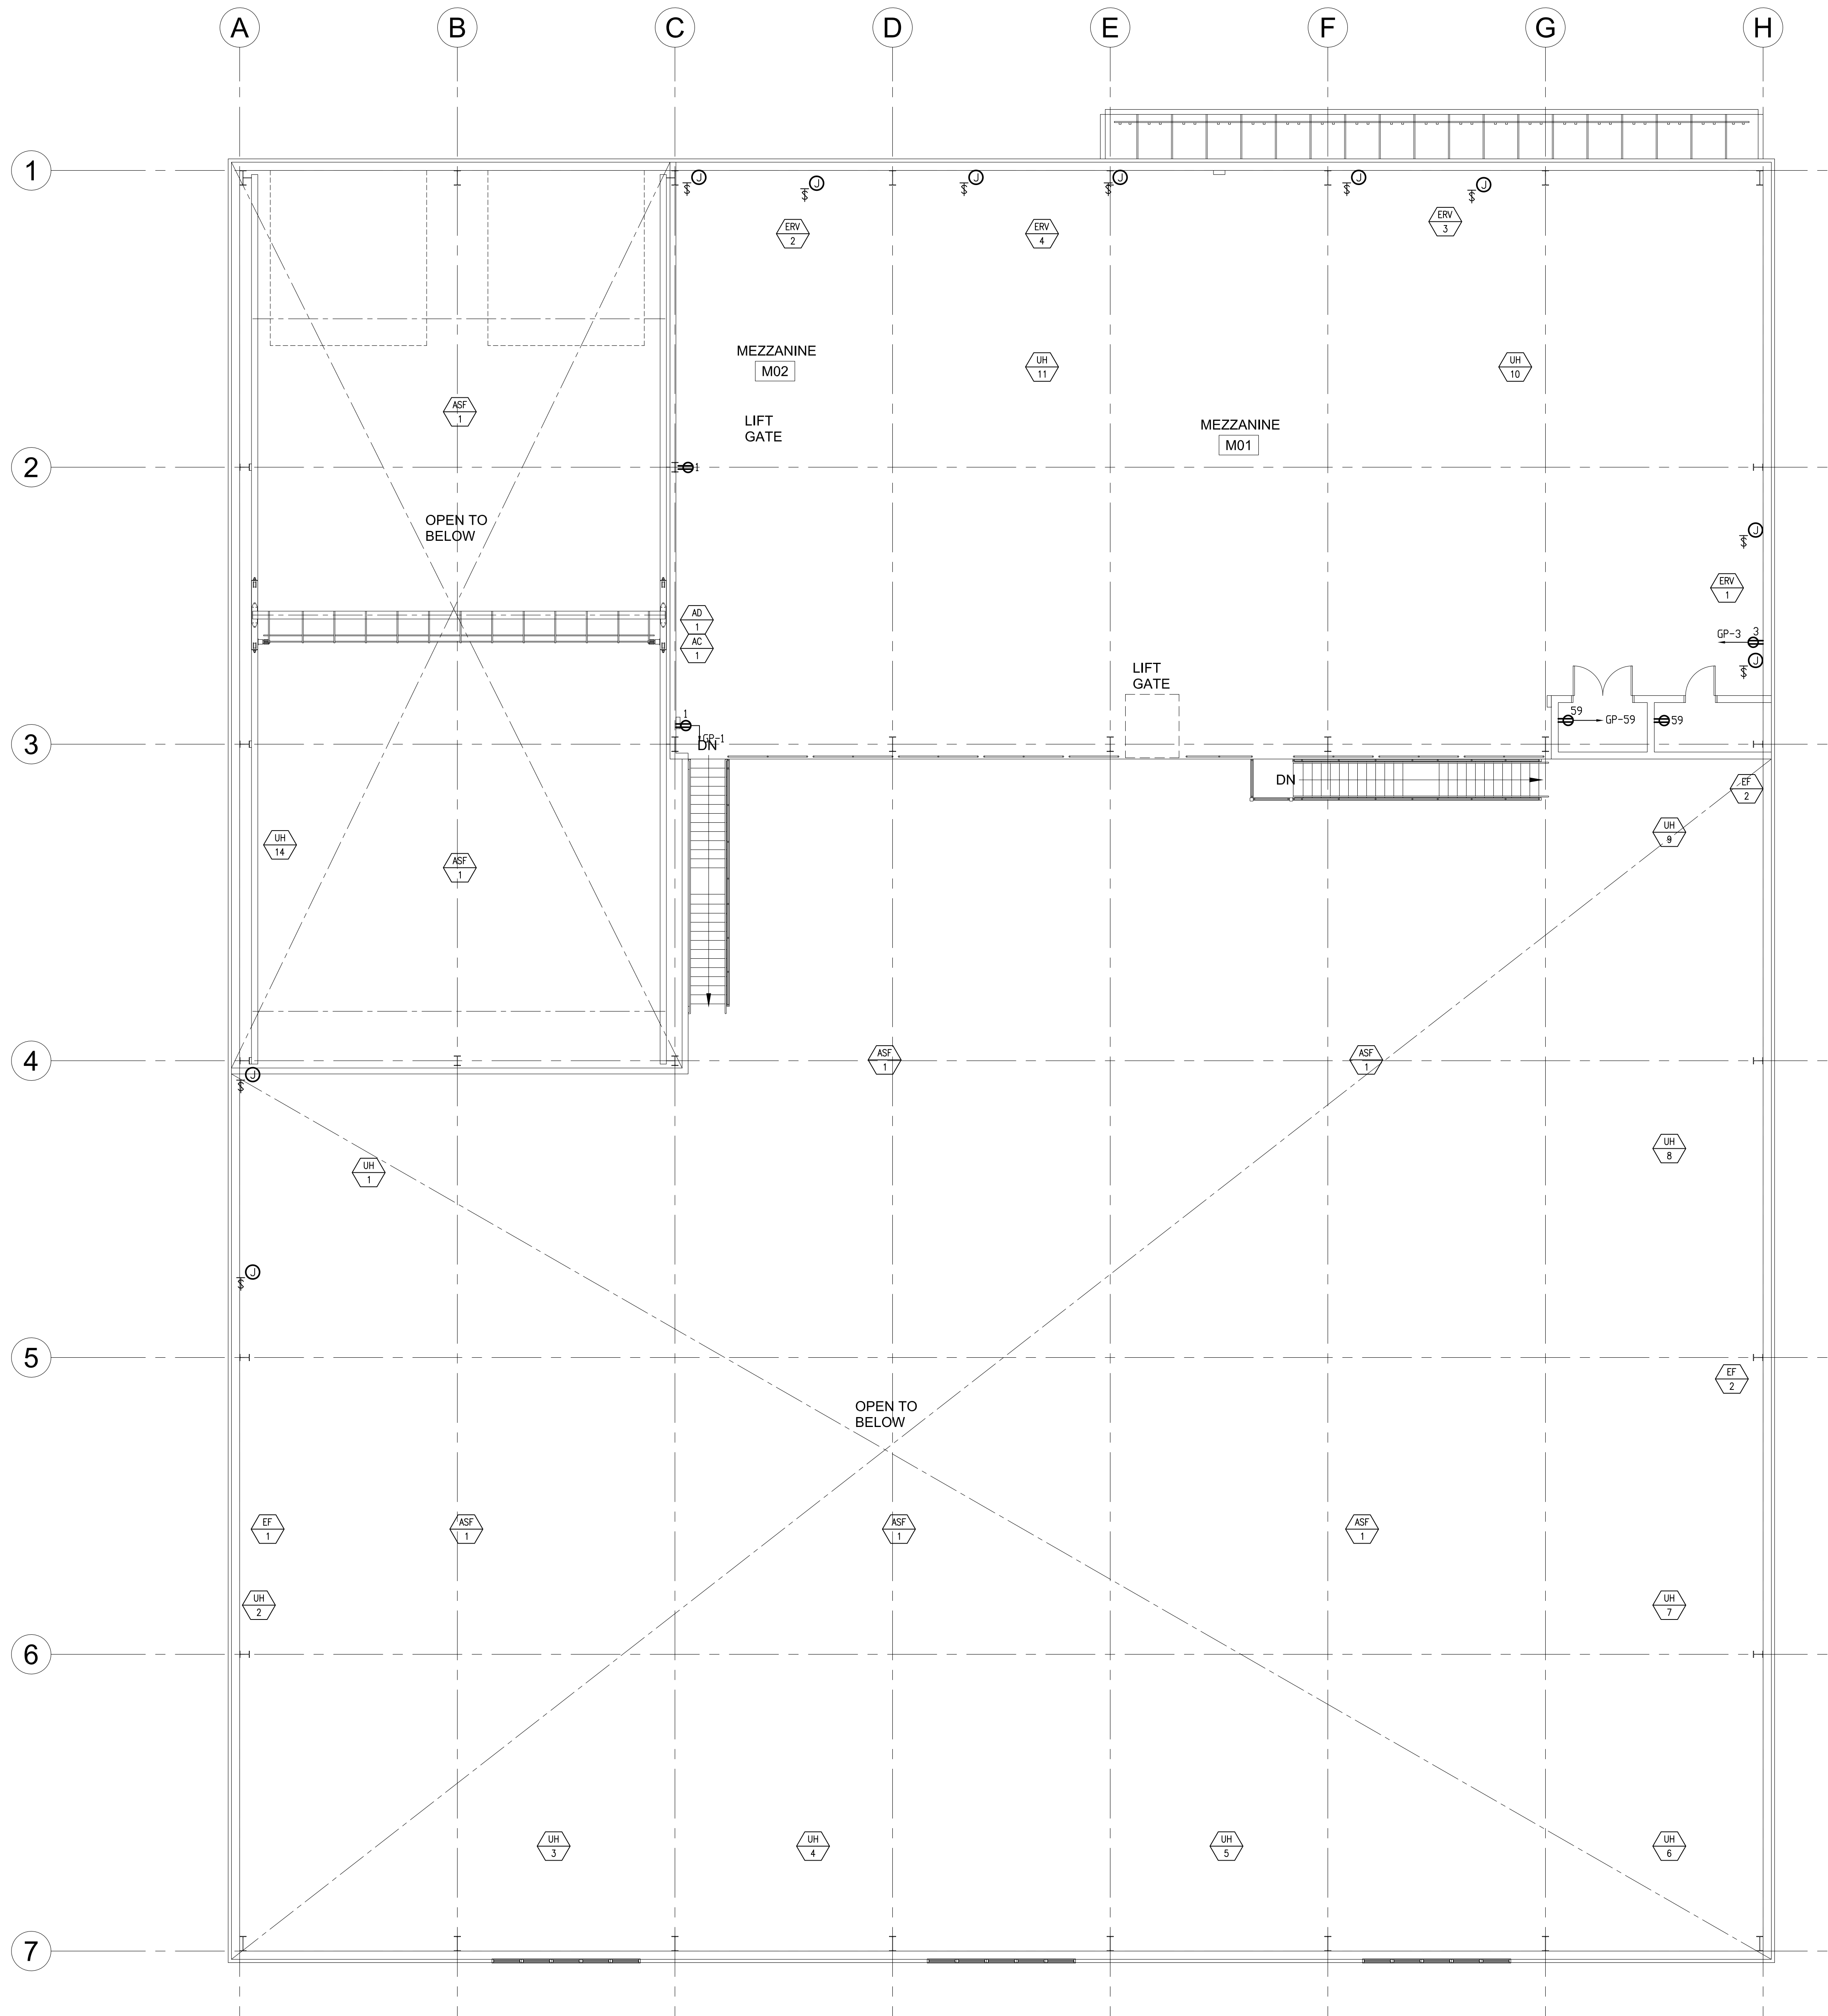 A B C D E F G H
1
J J J J J J
$ $ $ $ $ $
ERV
3
ERV
2
ERV
4
MEZZANINE
M02
UH
11
UH
10
ASF
1
LIFT
GATE
MEZZANINE
M01
2
1
OPEN TO
BELOW
J
$
ERV
1
AD
1
AC
1
GP-3 3
J
$
LIFT
GATE
1
GP-1
59
GP-59
59
3
DN
DN
EF
2
UH
9
UH
14
ASF
1
4
ASF
1
ASF
1
J
$
UH
8
UH
1
J
$
5
EF
2
OPEN TO
BELOW
EF
1
ASF
1
ASF
1
ASF
1
UH
2
UH
7
6
UH
3
UH
4
UH
5
UH
6
7